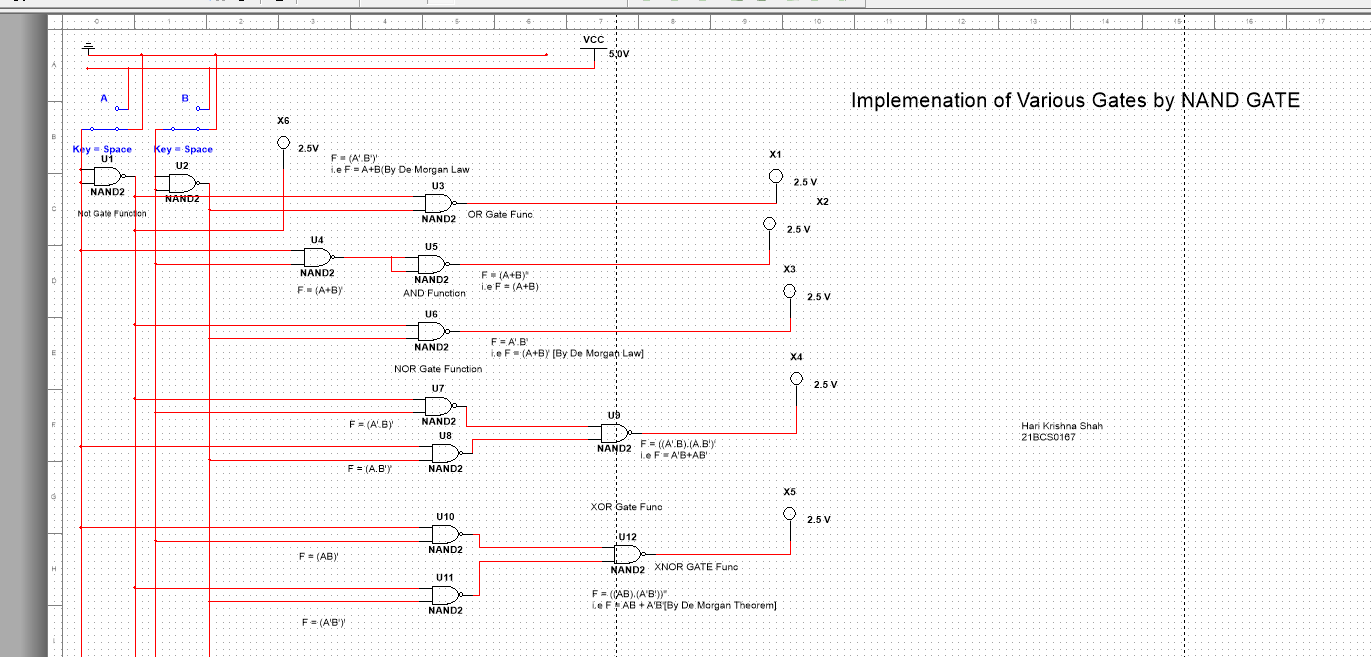 0 1 2 3 4 5 6 7 8 9 10 11 12 13 14 15 16 17
VCC
5.0V
A
A B
Implemenation of Various Gates by NAND GATE
B
X6
2.5V
Key = Space Key = Space
U1
NAND2
U2
NAND2
Not Gate Function
F = (A'.B')'
i.e F = A+B(By De Morgan Law
U3
NAND2
OR Gate Func
X1
2.5 V
X2
2.5 V
C
U4
NAND2
F = (A+B)'
U5
NAND2
AND Function
F = (A+B)"
i.e F = (A+B)
X3
2.5 V
D
U6
NAND2
F = A'.B'
i.e F = (A+B)' [By De Morgan Law]
NOR Gate Function
E
X4
2.5 V
U7
NAND2
F = (A'.B)'
U8
NAND2
F = (A.B')'
U9
NAND2
F = ((A'.B).(A.B')'
i.e F = A'B+AB'
F
Hari Krishna Shah
21BCS0167
XOR Gate Func
X5
2.5 V
G
U10
NAND2
F = (AB)'
U12
NAND2
XNOR GATE Func
H
U11
NAND2
F = ((AB).(A'B'))"
i.e F = AB + A'B'[By De Morgan Theorem]
F = (A'B')'